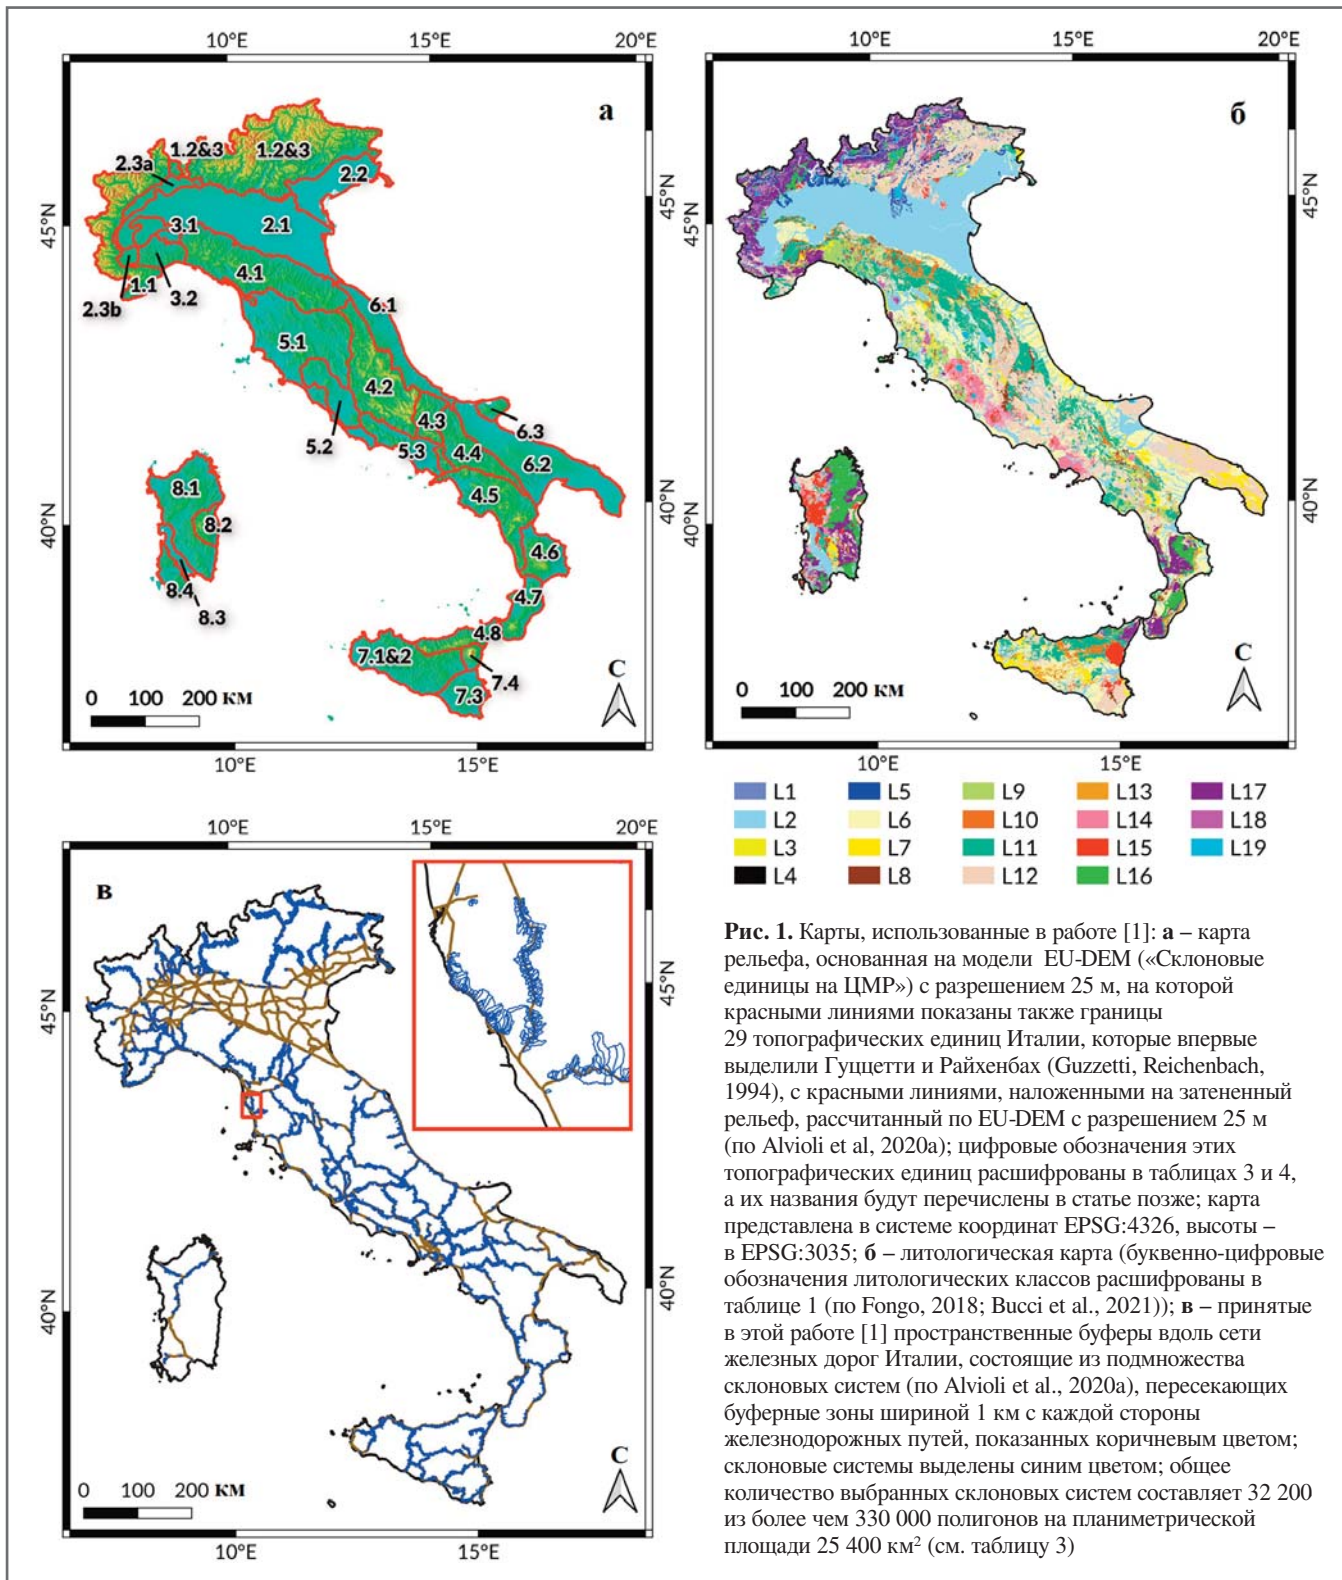 10°E 15°E 20°E
10°E 15°E 20°E
а
б
1.2&3
1.2&3
2.3a
2.2
45°N
45°N
45°N
45°N
3.1
2.1
4.1
1.1
3.2
2.3b
6.1
5.1
4.2
4.3
6.3
5.2
5.3
4.4
6.2
8.1
4.5
40°N
40°N
40°N
40°N
8.2
4.6
8.4
8.3
4.7
4.8
7.1&2
7.4
7.3
С
С
0 100 200 км
0 100 200 км
10°E 15°E
10°E 15°E
L1 L5 L9 L13 L17
L2 L6 L10 L14 L18
L3 L7 L11 L15 L19
L4 L8 L12 L16
10°E 15°E 20°E
в
45°N
45°N
40°N
40°N
С
0 100 200 км
10°E 15°E
Рис. 1. Карты, использованные в работе [1]: а – карта
рельефа, основанная на модели EU-DEM («Склоновые
единицы на ЦМР») с разрешением 25 м, на которой
красными линиями показаны также границы
29 топографических единиц Италии, которые впервые
выделили Гуццетти и Райхенбах (Guzzetti, Reichenbach,
1994), с красными линиями, наложенными на затененный
рельеф, рассчитанный по EU-DEM с разрешением 25 м
(по Alvioli et al, 2020a); цифровые обозначения этих
топографических единиц расшифрованы в таблицах 3 и 4,
а их названия будут перечислены в статье позже; карта
представлена в системе координат EPSG:4326, высоты –
в EPSG:3035; б – литологическая карта (буквенно-цифровые
обозначения литологических классов расшифрованы в
таблице 1 (по Fongo, 2018; Bucci et al., 2021)); в – принятые
в этой работе [1] пространственные буферы вдоль сети
железных дорог Италии, состоящие из подмножества
склоновых систем (по Alvioli et al., 2020a), пересекающих
буферные зоны шириной 1 км с каждой стороны
железнодорожных путей, показанных коричневым цветом;
склоновые системы выделены синим цветом; общее
количество выбранных склоновых систем составляет 32 200
из более чем 330 000 полигонов на планиметрической
площади 25 400 км² (см. таблицу 3)